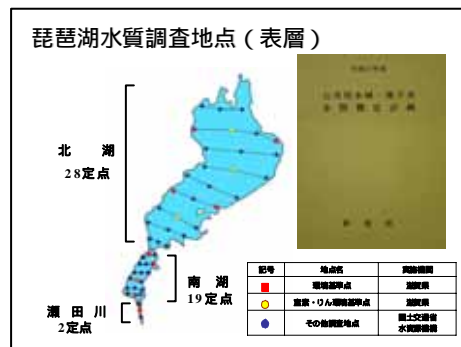 琵琶湖水質調査地点（表層）
北 湖
28定点
南 湖
19定点
瀬 田 川
2定点
記号 地点名 実施機関
環境基準点 滋賀県
窒素・りん環境基準点 滋賀県
その他調査地点 国土交通省
水資源機構